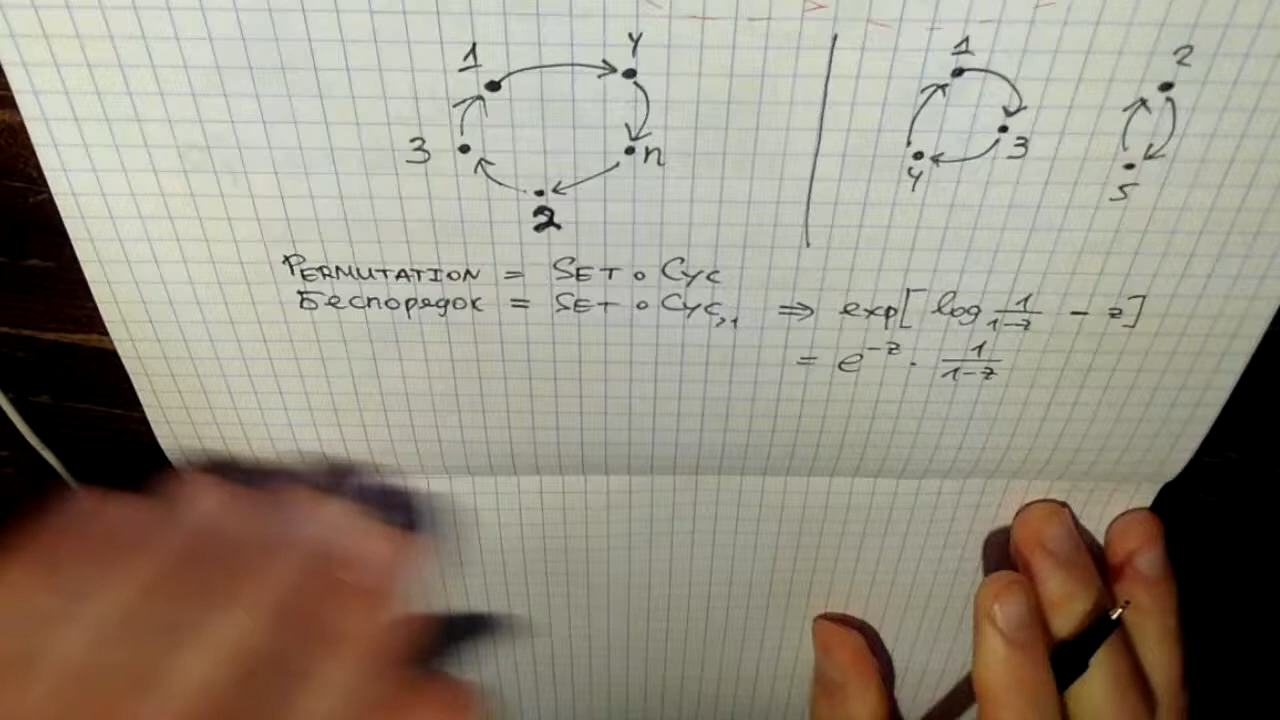 1 4 n 2 3
1 3 4
2 5
PERMUTATION = SET ∘ CYC
Беспорядок = SET ∘ CYC_{>1} ⇒ exp[log 1/(1-z) - z]
= e^{-z} · 1/(1-z)